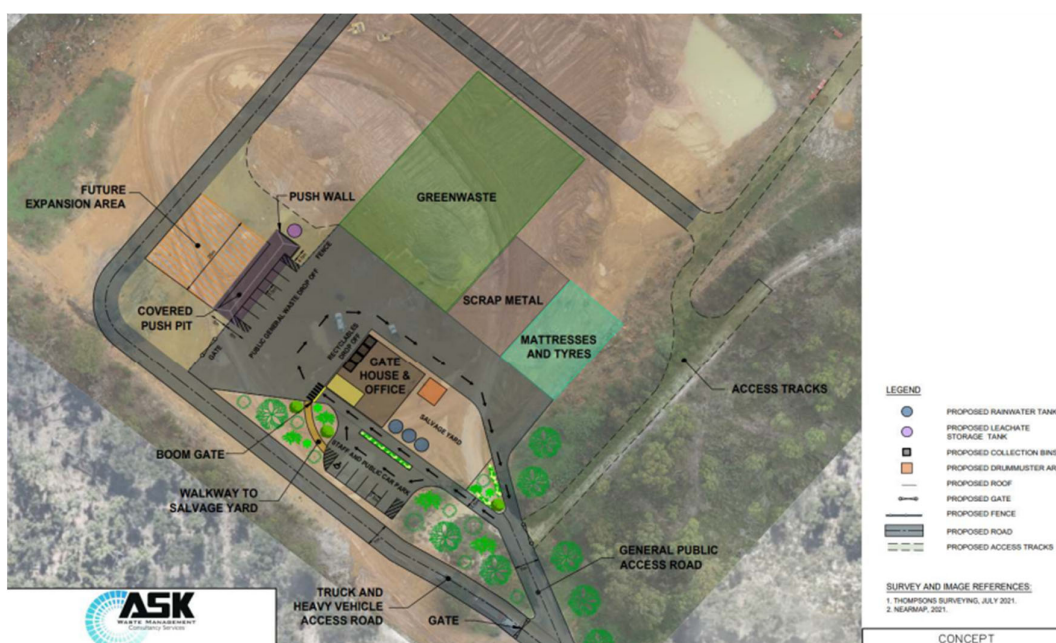 FUTURE
EXPANSION AREA
PUSH WALL
GREENWASTE
FENCE
COVERED
PUSH PIT
PUBLIC GENERAL WASTE DROP OFF
GATE
RECYCLABLES
DROP OFF
SCRAP METAL
MATTRESSES
AND TYRES
GATE
HOUSE &
OFFICE
SALVAGE YARD
ACCESS TRACKS
BOOM GATE
STAFF AND PUBLIC CAR PARK
WALKWAY TO
SALVAGE YARD
GENERAL PUBLIC
ACCESS ROAD
TRUCK AND
HEAVY VEHICLE
ACCESS ROAD
GATE
ASK
WASTE MANAGEMENT
Consultancy Services
LEGEND
PROPOSED RAINWATER TANK
PROPOSED LEACHATE
STORAGE TANK
PROPOSED COLLECTION BINS
PROPOSED DRUMMUSTER AR
PROPOSED ROOF
PROPOSED GATE
PROPOSED FENCE
PROPOSED ROAD
PROPOSED ACCESS TRACKS
SURVEY AND IMAGE REFERENCES:
1. THOMPSONS SURVEYING, JULY 2021.
2. NEARMAP, 2021.
CONCEPT